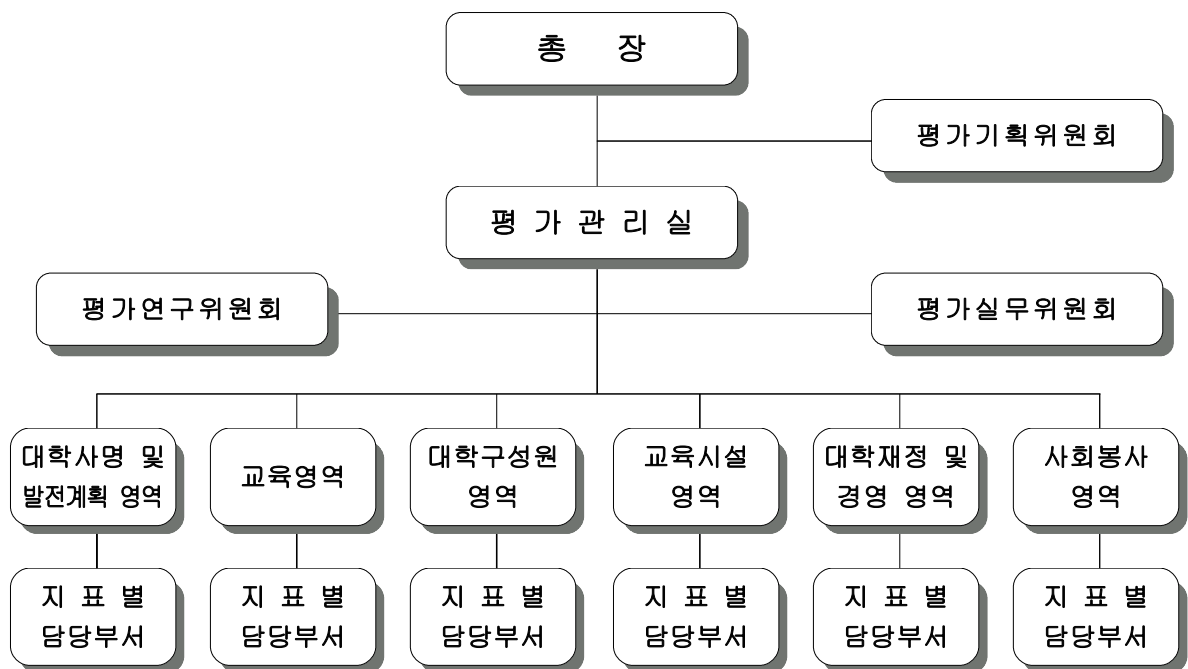 총 장
평가기획위원회
평 가 관 리 실
평가연구위원회
평가실무위원회
대학사명 및
발전계획 영역
교육영역
대학구성원
영역
교육시설
영역
대학재정 및
경영 영역
사회봉사
영역
지 표 별
담당부서
지 표 별
담당부서
지 표 별
담당부서
지 표 별
담당부서
지 표 별
담당부서
지 표 별
담당부서